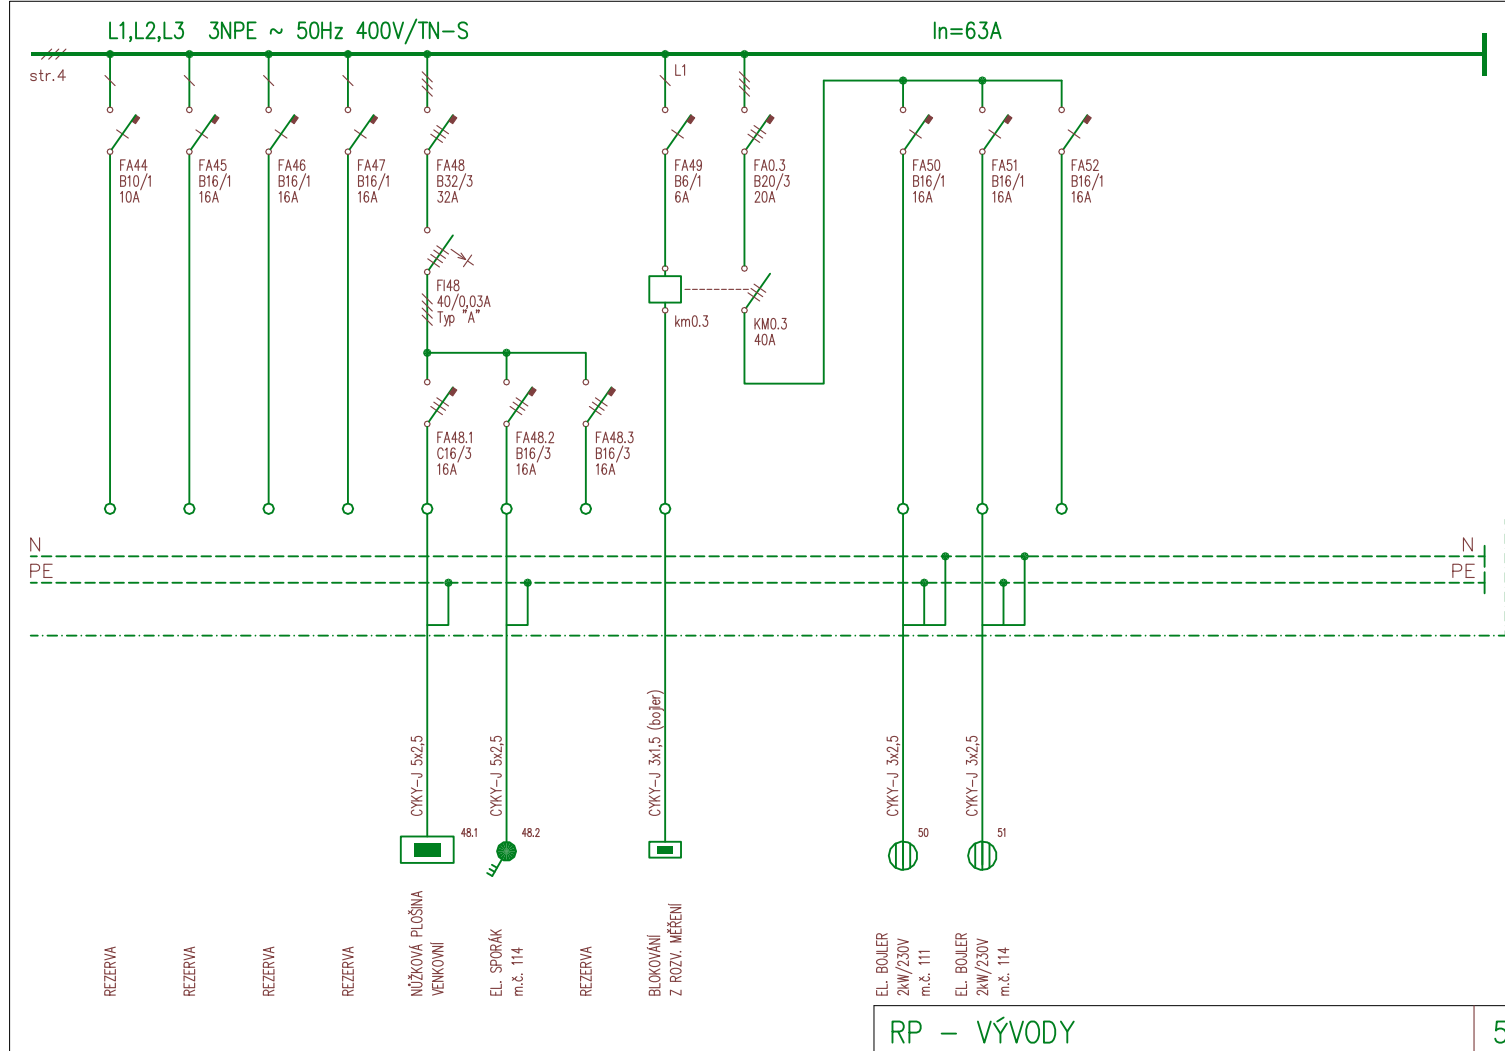 L1,L2,L3 3NPE ~ 50Hz 400V/TN-S
In=63A
str.4
L1
FA44
B10/1
10A
FA45
B16/1
16A
FA46
B16/1
16A
FA47
B16/1
16A
FA48
B32/3
32A
FA49
B6/1
6A
FA0.3
B20/3
20A
FA50
B16/1
16A
FA51
B16/1
16A
FA52
B16/1
16A
FI48
40/0,03A
Typ "A"
km0.3
KM0.3
40A
FA48.1
C16/3
16A
FA48.2
B16/3
16A
FA48.3
B16/3
16A
N
N
PE
PE
CYKY-J 5x2,5
CYKY-J 5x2,5
CYKY-J 3x1,5 (bojler)
CYKY-J 3x2,5
CYKY-J 3x2,5
48.1
48.2
50
51
REZERVA
REZERVA
REZERVA
REZERVA
NŮŽKOVÁ PLOŠINA
VENKOVNÍ
EL. SPORÁK
m.č. 114
REZERVA
BLOKOVÁNÍ
Z ROZV. MĚŘENÍ
EL. BOJLER
2kW/230V
m.č. 111
EL. BOJLER
2kW/230V
m.č. 114
RP - VÝVODY
5